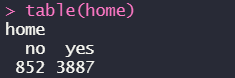 > table(home)
home
  no  yes
 852 3887